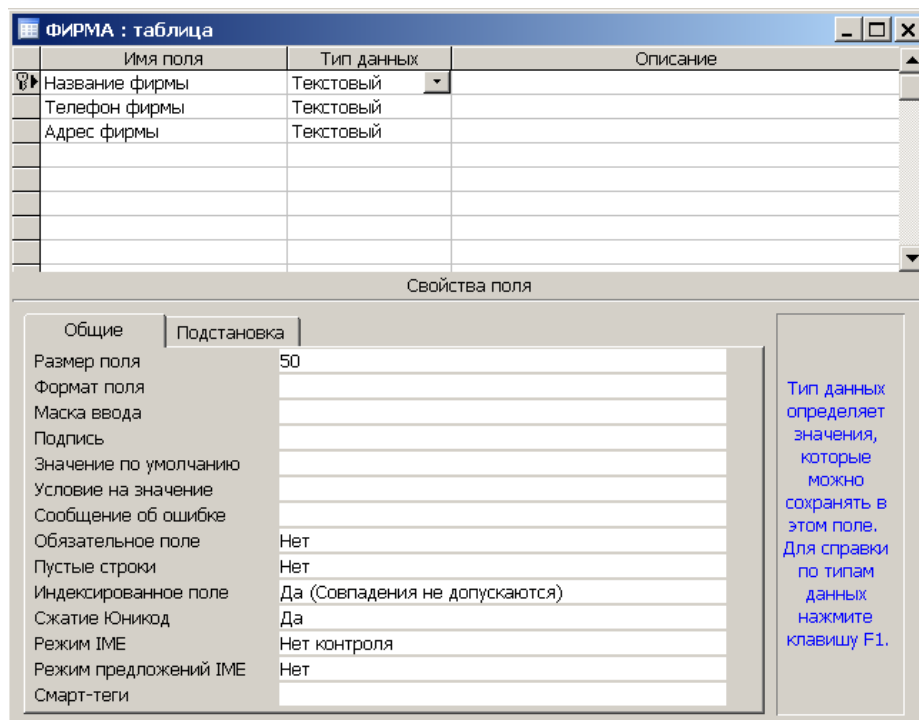 ФИРМА : таблица
Имя поля Тип данных Описание
Название фирмы Текстовый
Телефон фирмы Текстовый
Адрес фирмы Текстовый
Свойства поля
Общие Подстановка
Размер поля 50
Формат поля
Маска ввода
Подпись
Значение по умолчанию
Условие на значение
Сообщение об ошибке
Обязательное поле Нет
Пустые строки Нет
Индексированное поле Да (Совпадения не допускаются)
Сжатие Юникод Да
Режим IME Нет контроля
Режим предложений IME Нет
Смарт-теги
Тип данных
определяет
значения,
которые
можно
сохранять в
этом поле.
Для справки
по типам
данных
нажмите
клавишу F1.